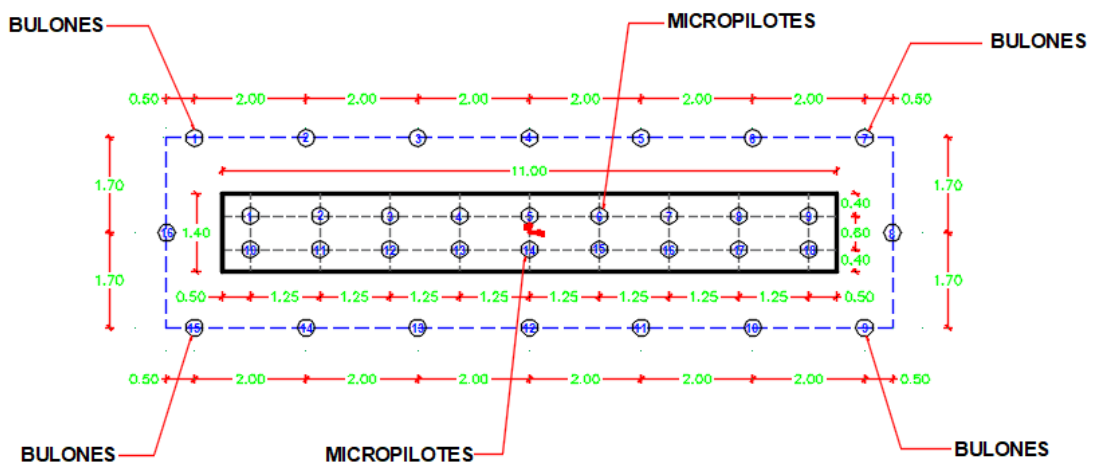 BULONES
MICROPILOTES
BULONES
0.50 2.00 2.00 2.00 2.00 2.00 2.00 0.50
1 2 3 4 5 6 7
1.70 1.70
11.00
0.40 0.60 0.40
1 2 3 4 5 6 7 8 9
16 1.40 8
10 11 12 13 14 15 16 17 18
1.70 1.70
0.50 1.25 1.25 1.25 1.25 1.25 1.25 1.25 1.25 0.50
15 14 13 12 11 10 9
0.50 2.00 2.00 2.00 2.00 2.00 2.00 0.50
BULONES
MICROPILOTES
BULONES